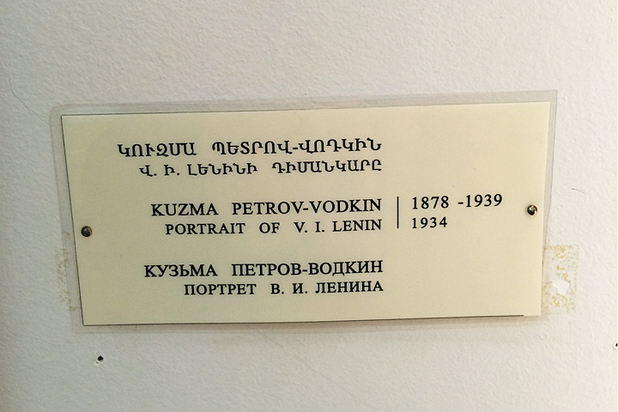 ԿՈՒԶՄԱ ՊԵՏՐՈՎ-ՎՈԴԿԻՆ
Վ. Ի. ԼԵՆԻՆԻ ԴԻՄԱՆԿԱՐԸ
KUZMA PETROV-VODKIN 1878 -1939
PORTRAIT OF V. I. LENIN 1934
КУЗЬМА ПЕТРОВ-ВОДКИН
ПОРТРЕТ В. И. ЛЕНИНА